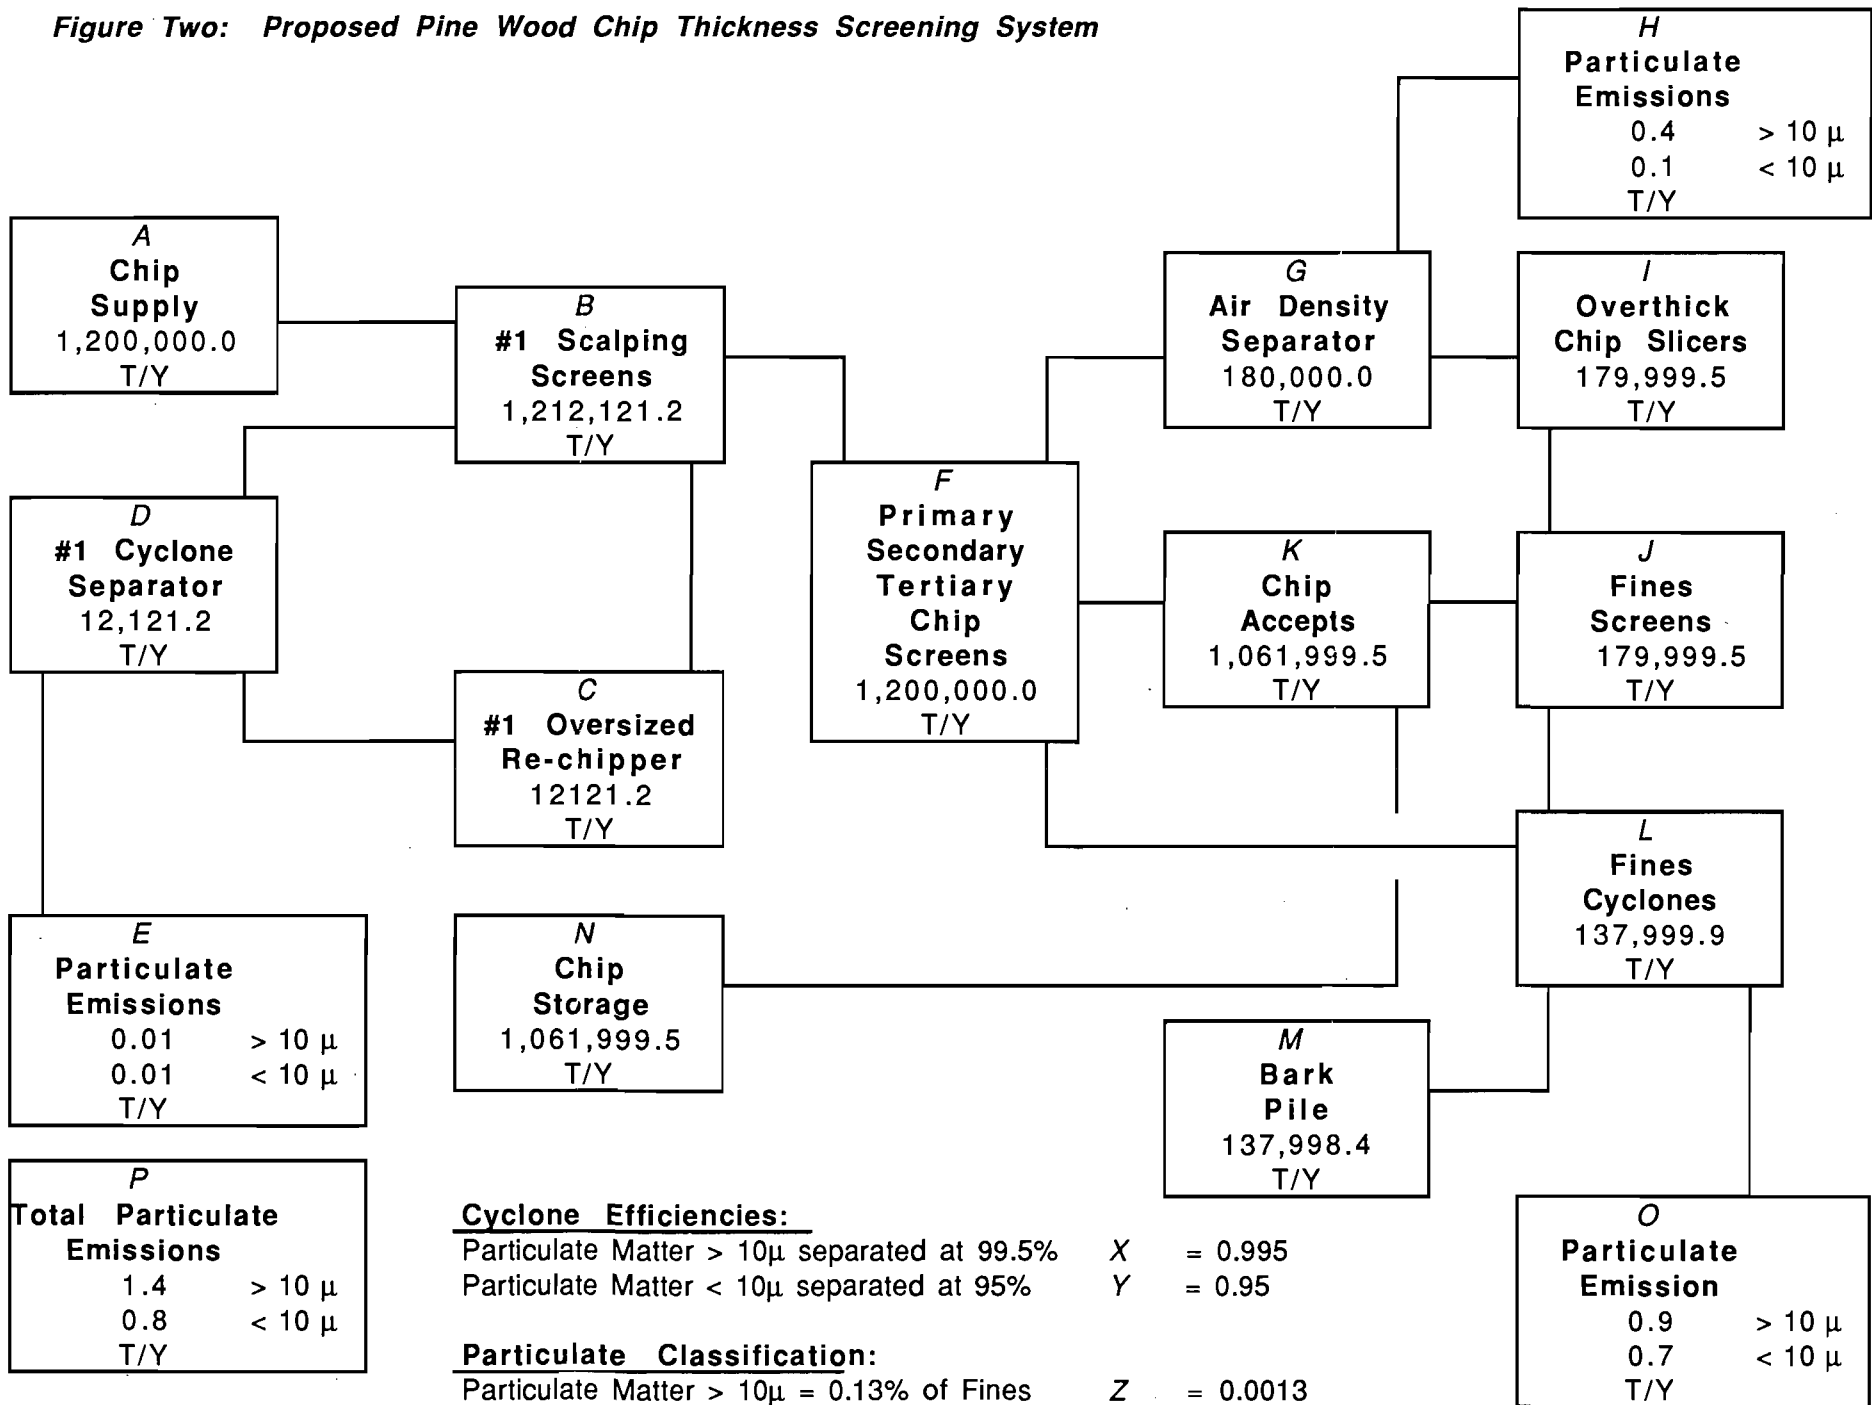 Figure Two: Proposed Pine Wood Chip Thickness Screening System
H
Particulate
Emissions
0.4 > 10 µ
0.1 < 10 µ
T/Y
A
Chip
Supply
1,200,000.0
T/Y
B
#1 Scalping
Screens
1,212,121.2
T/Y
G
Air Density
Separator
180,000.0
T/Y
I
Overthick
Chip Slicers
179,999.5
T/Y
D
#1 Cyclone
Separator
12,121.2
T/Y
F
Primary
Secondary
Tertiary
Chip
Screens
1,200,000.0
T/Y
K
Chip
Accepts
1,061,999.5
T/Y
J
Fines
Screens
179,999.5
T/Y
C
#1 Oversized
Re-chipper
12121.2
T/Y
L
Fines
Cyclones
137,999.9
T/Y
E
Particulate
Emissions
0.01 > 10 µ
0.01 < 10 µ
T/Y
N
Chip
Storage
1,061,999.5
T/Y
M
Bark
Pile
137,998.4
T/Y
P
Total Particulate
Emissions
1.4 > 10 µ
0.8 < 10 µ
T/Y
Cyclone Efficiencies:
Particulate Matter > 10µ separated at 99.5% X = 0.995
Particulate Matter < 10µ separated at 95% Y = 0.95
Particulate Classification:
Particulate Matter > 10µ = 0.13% of Fines Z = 0.0013
O
Particulate
Emission
0.9 > 10 µ
0.7 < 10 µ
T/Y